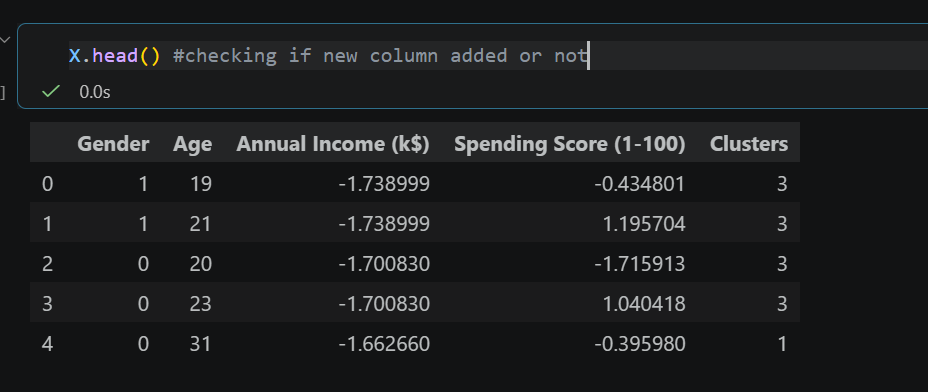 X.head() #checking if new column added or not
] 0.0s
Gender Age Annual Income (k$) Spending Score (1-100) Clusters
0 1 19 -1.738999 -0.434801 3
1 1 21 -1.738999 1.195704 3
2 0 20 -1.700830 -1.715913 3
3 0 23 -1.700830 1.040418 3
4 0 31 -1.662660 -0.395980 1